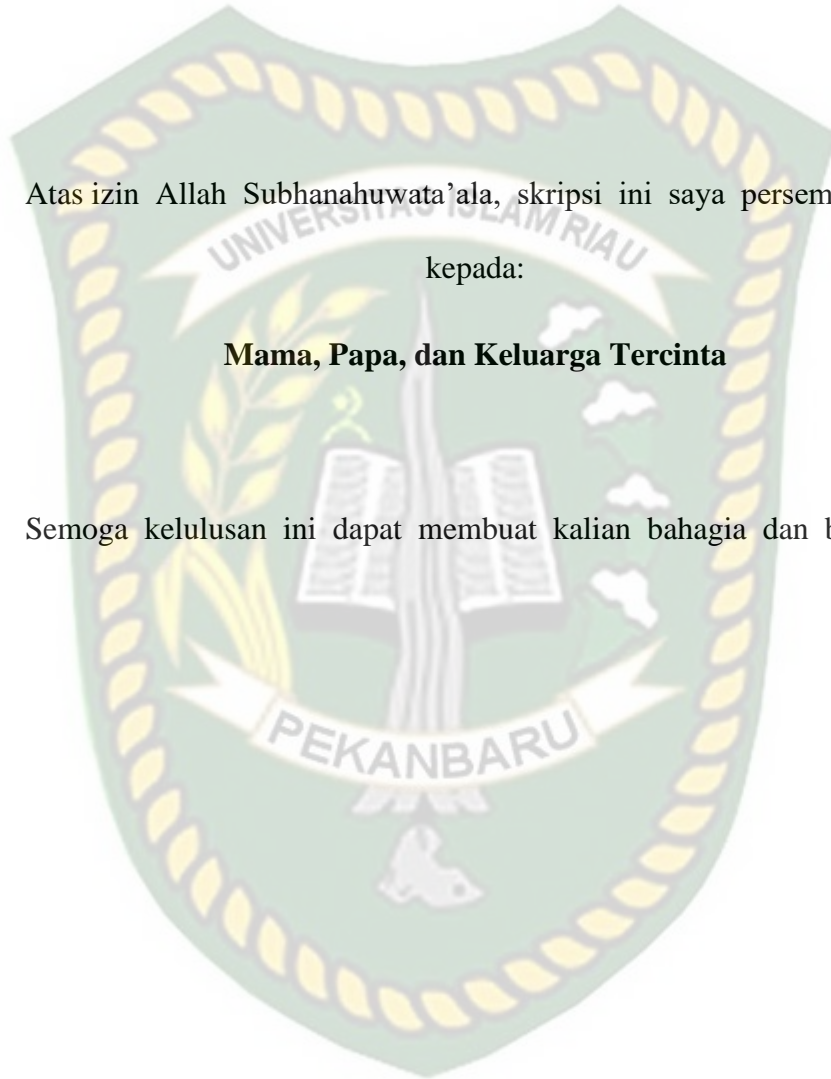 Atas izin Allah Subhanahuwata’ala, skripsi ini saya persem
UNIVERSITAS ISLAM RIAU
kepada:
Mama, Papa, dan Keluarga Tercinta
Semoga kelulusan ini dapat membuat kalian bahagia dan b
PEKANBARU